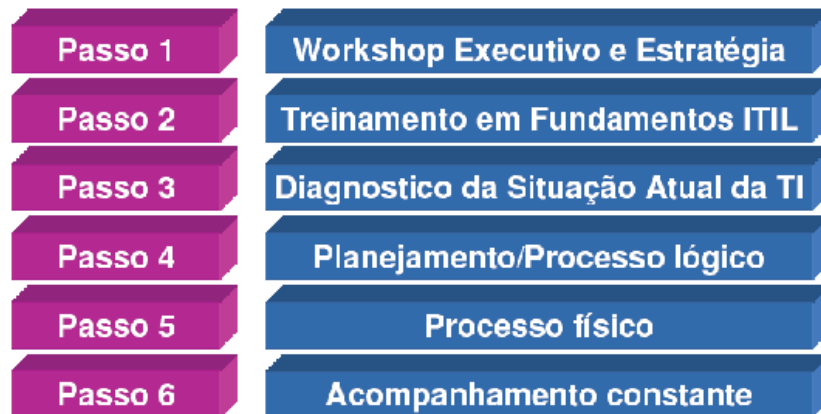 Passo 1 Workshop Executivo e Estratégia
Passo 2 Treinamento em Fundamentos ITIL
Passo 3 Diagnostico da Situação Atual da TI
Passo 4 Planejamento/Processo lógico
Passo 5 Processo físico
Passo 6 Acompanhamento constante